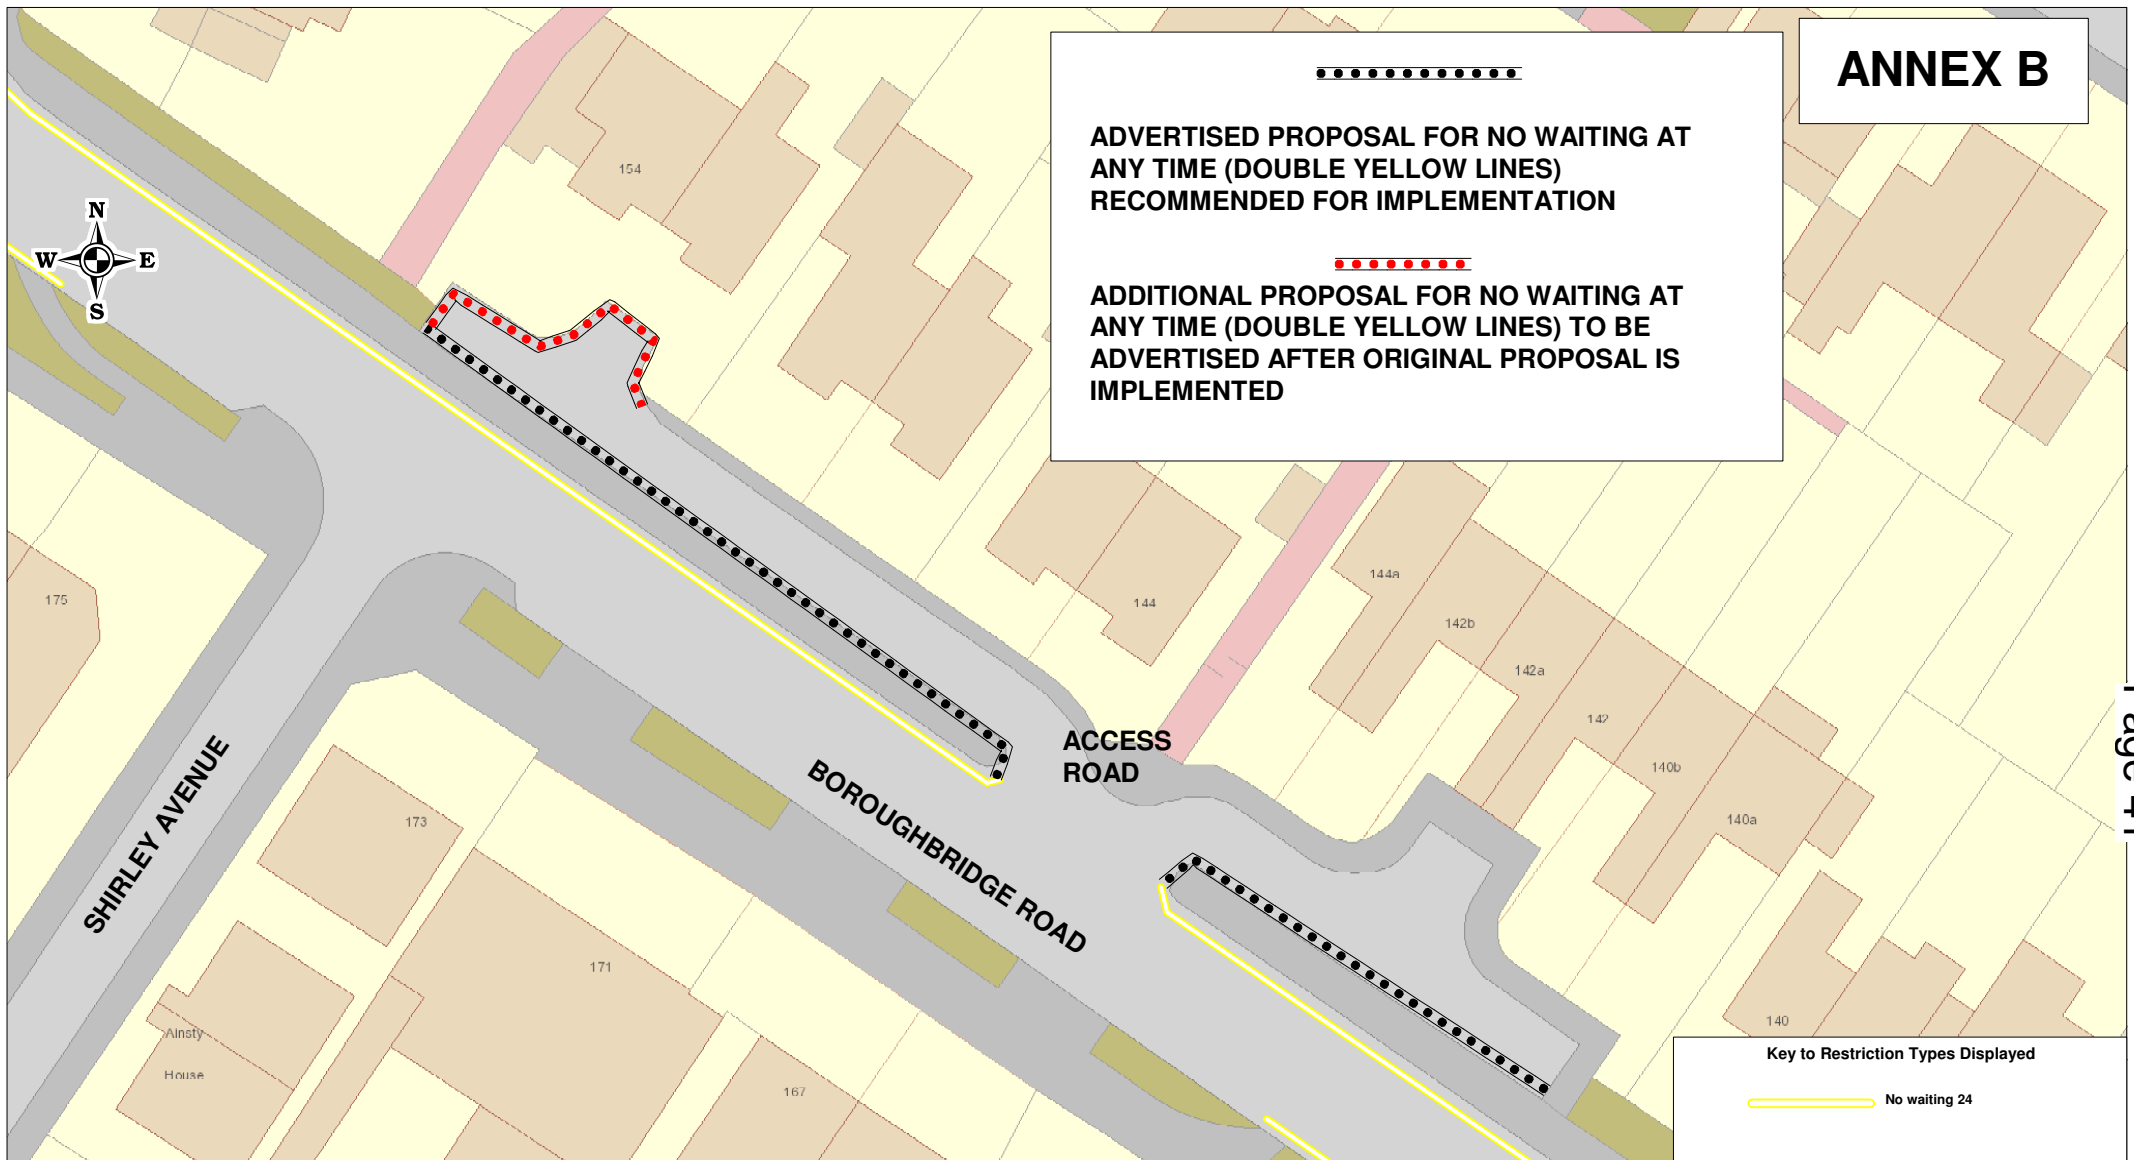 ANNEX B
ADVERTISED PROPOSAL FOR NO WAITING AT
ANY TIME (DOUBLE YELLOW LINES)
RECOMMENDED FOR IMPLEMENTATION
ADDITIONAL PROPOSAL FOR NO WAITING AT
ANY TIME (DOUBLE YELLOW LINES) TO BE
ADVERTISED AFTER ORIGINAL PROPOSAL IS
IMPLEMENTED
154
N
W E
S
175
144
144a
142b
142a
142
140b
140a
140
ACCESS
ROAD
BOROUGHBRIDGE ROAD
SHIRLEY AVENUE
173
171
167
Ainsty
House
Key to Restriction Types Displayed
No waiting 24